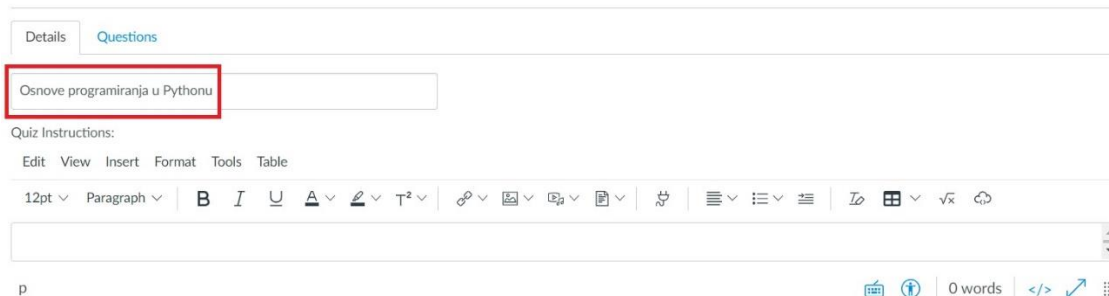 Details Questions
Osnove programiranja u Pythonu
Quiz Instructions:
Edit View Insert Format Tools Table
12pt Paragraph B I U A T²
p 0 words </>